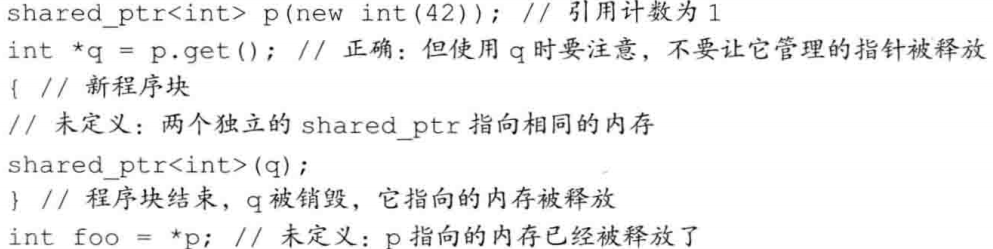 shared_ptr<int> p(new int(42)); // 引用计数为 1
int *q = p.get(); // 正确：但使用 q 时要注意，不要让它管理的指针被释放
{ // 新程序块
// 未定义：两个独立的 shared_ptr 指向相同的内存
shared_ptr<int>(q);
} // 程序块结束，q 被销毁，它指向的内存被释放
int foo = *p; // 未定义：p 指向的内存已经被释放了